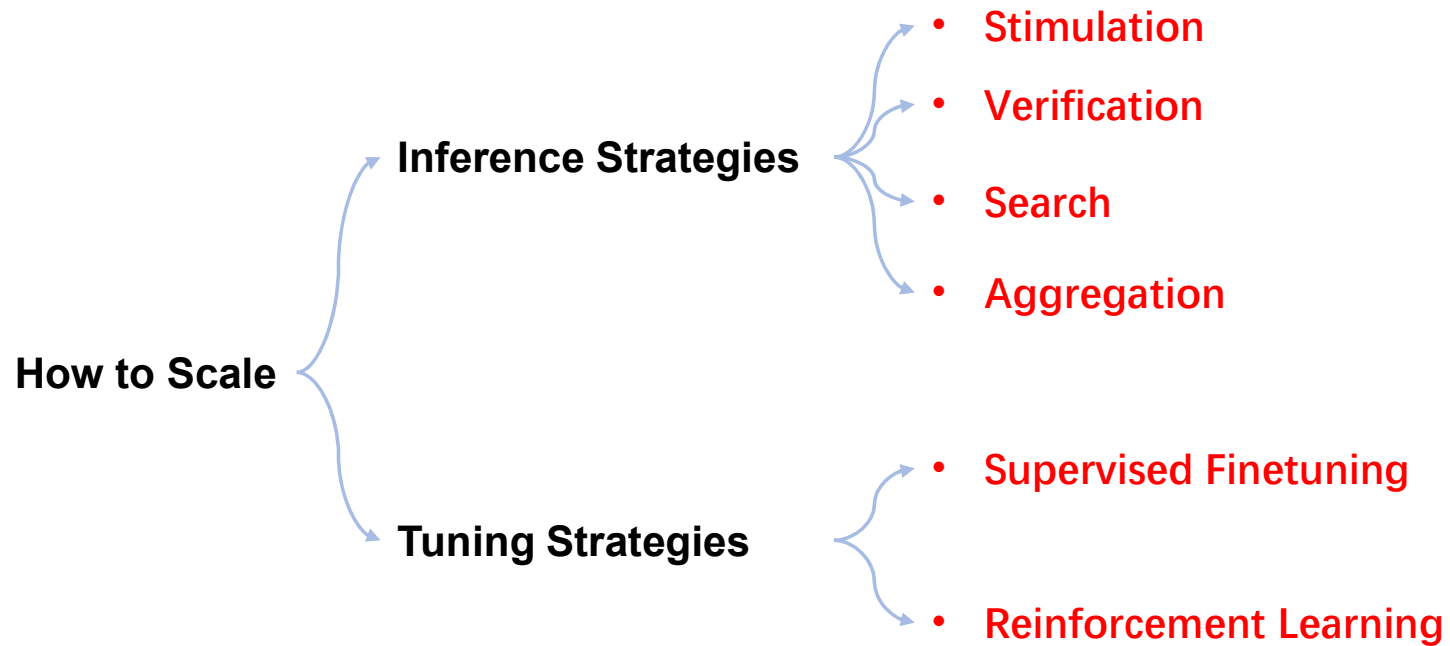 How to Scale
Inference Strategies
• Stimulation
• Verification
• Search
• Aggregation
Tuning Strategies
• Supervised Finetuning
• Reinforcement Learning